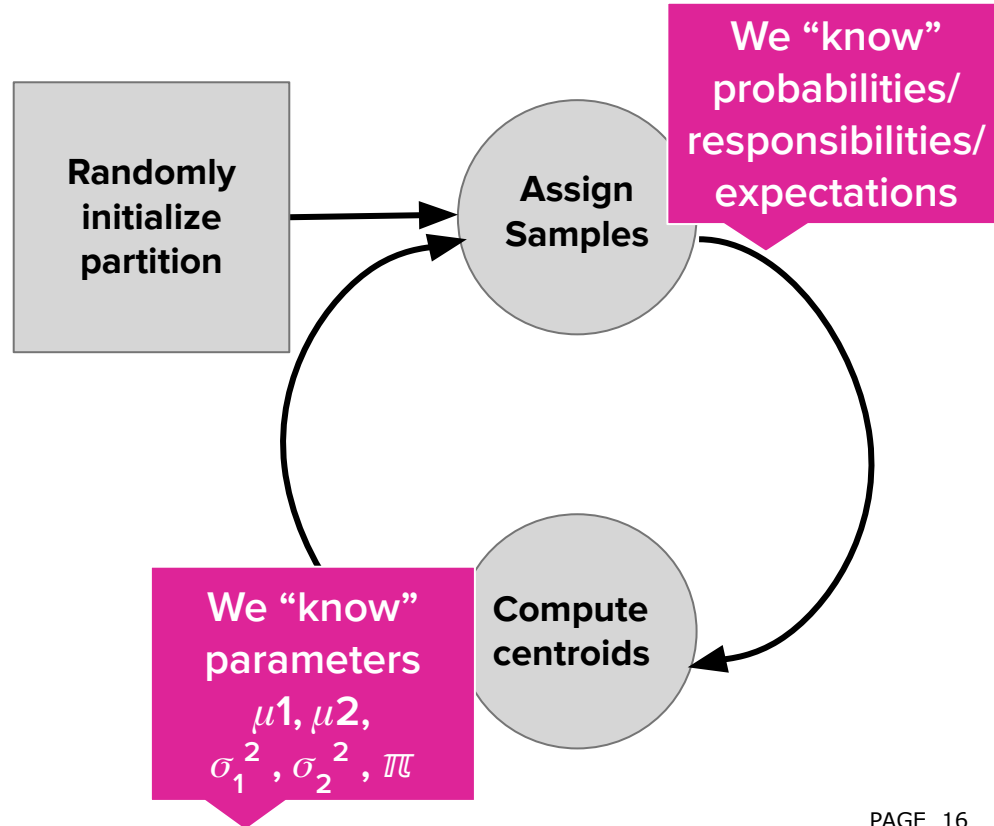 We “know”
probabilities/
responsibilities/
expectations
Randomly
initialize
partition
Assign
Samples
We “know”
parameters
μ1, μ2,
σ₁², σ₂², ℼ
Compute
centroids
PAGE 16